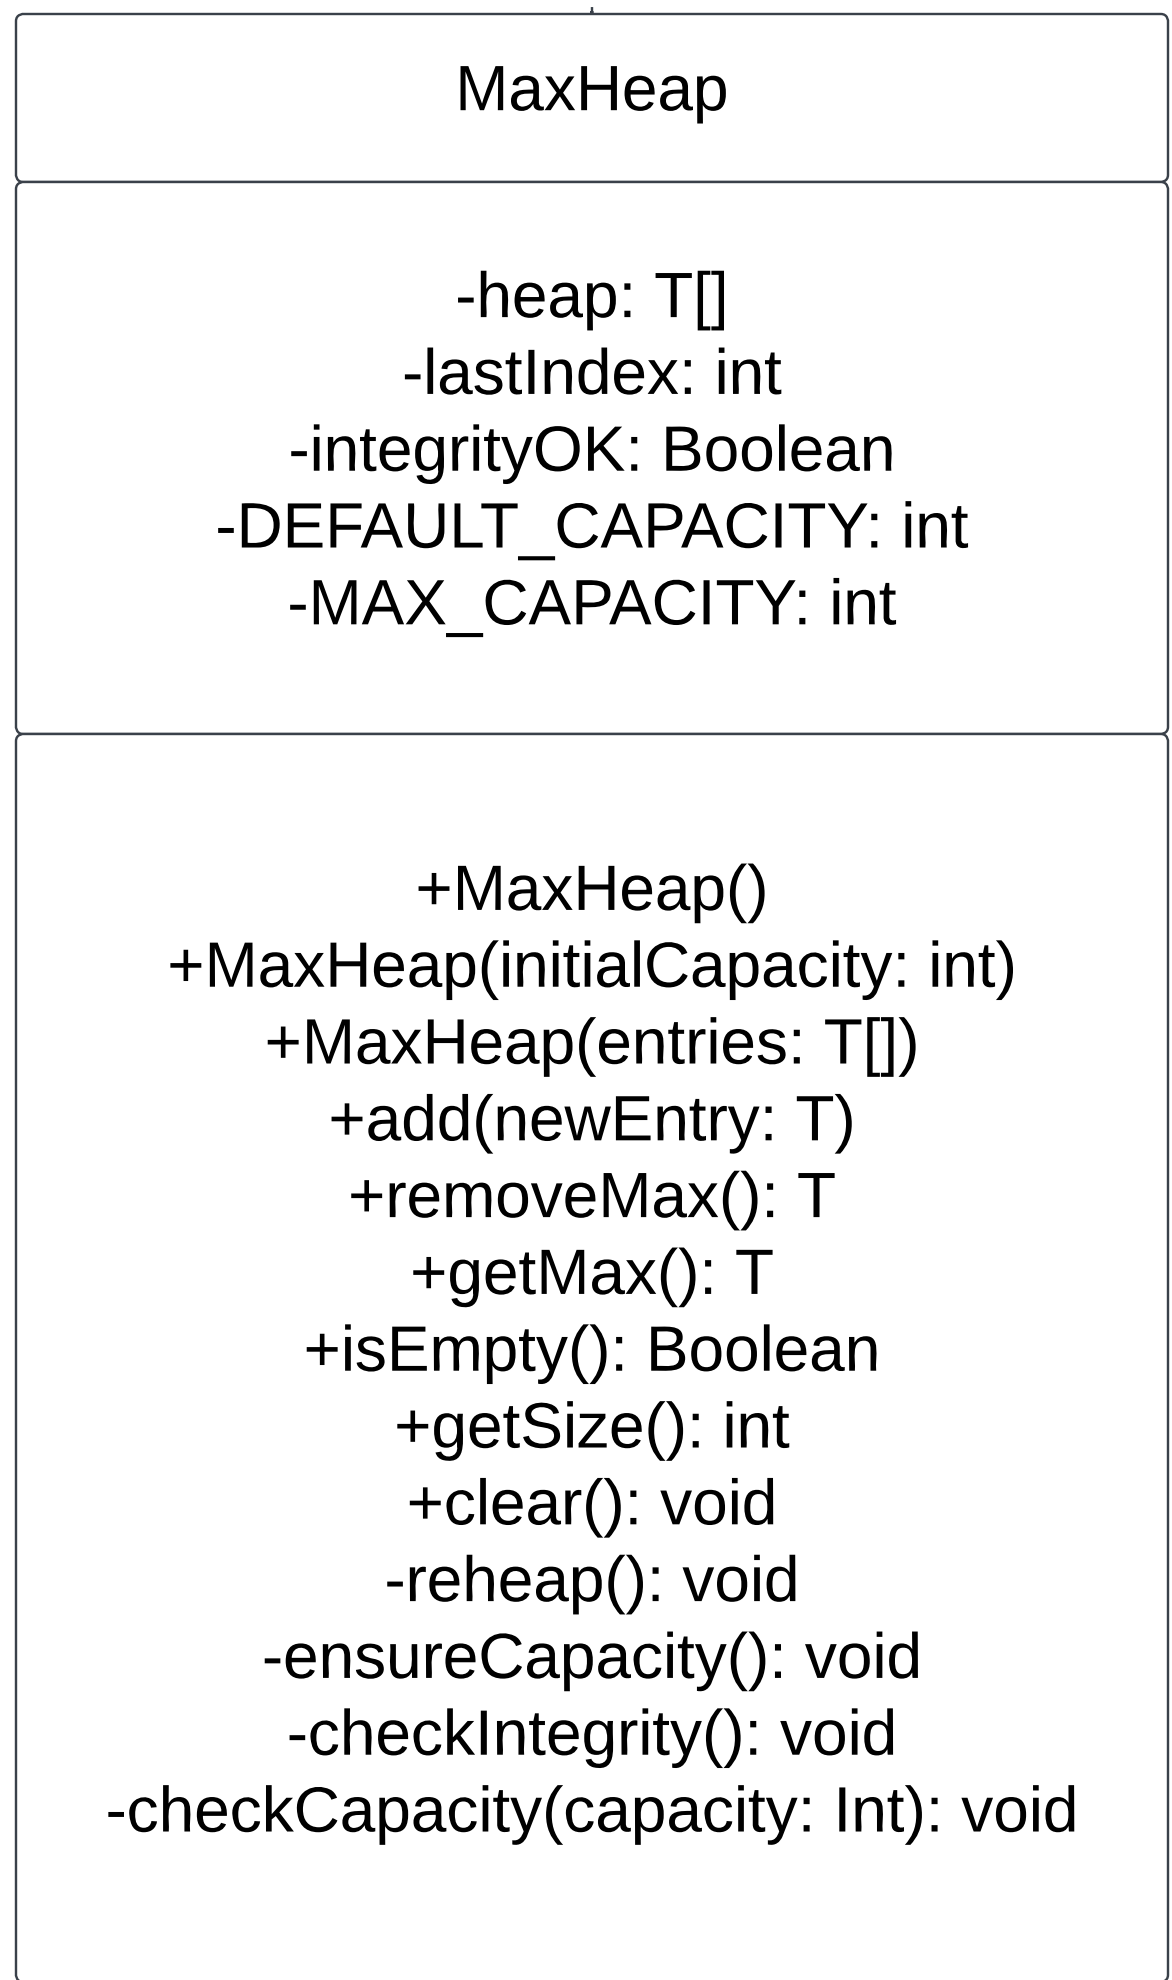 MaxHeap
-heap: T[]
-lastIndex: int
-integrityOK: Boolean
-DEFAULT_CAPACITY: int
-MAX_CAPACITY: int
+MaxHeap()
+MaxHeap(initialCapacity: int)
+MaxHeap(entries: T[])
+add(newEntry: T)
+removeMax(): T
+getMax(): T
+isEmpty(): Boolean
+getSize(): int
+clear(): void
-reheap(): void
-ensureCapacity(): void
-checkIntegrity(): void
-checkCapacity(capacity: Int): void